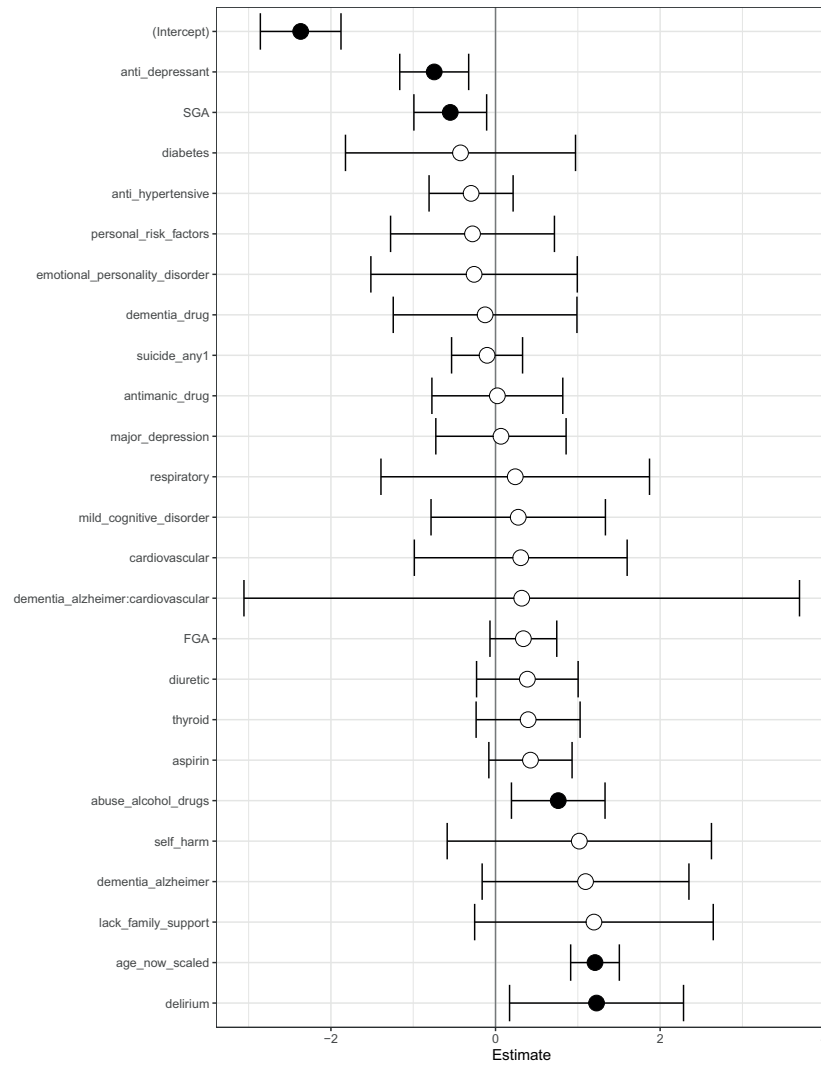 (Intercept)
anti_depressant
SGA
diabetes
anti_hypertensive
personal_risk_factors
emotional_personality_disorder
dementia_drug
suicide_any1
antimanic_drug
major_depression
respiratory
mild_cognitive_disorder
cardiovascular
dementia_alzheimer:cardiovascular
FGA
diuretic
thyroid
aspirin
abuse_alcohol_drugs
self_harm
dementia_alzheimer
lack_family_support
age_now_scaled
delirium
−2 0 2
Estimate